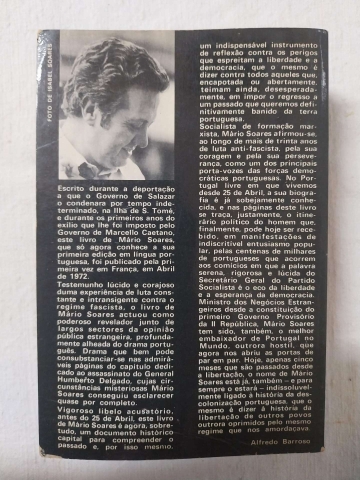 FOTO DE ISABEL SOARES
Escrito durante a deportação
a que o Governo de Salazar
o condenara por tempo inde-
terminado, na Ilha de S. Tomé,
e durante os primeiros anos do
exílio que lhe foi imposto pelo
Governo de Marcello Caetano,
este livro de Mário Soares,
que só agora conhece a sua
primeira edição em língua por-
tuguesa, foi publicado pela pri-
meira vez em França, em Abril
de 1972.
Testemunho lúcido e corajoso
duma experiência de luta cons-
tante e intransigente contra o
regime fascista, o livro de
Mário Soares actuou como
poderoso revelador junto de
largos sectores da opinião
pública estrangeira, profunda-
mente alheada do drama portu-
guês. Drama que bem pode
consubstanciar-se nas admirá-
veis páginas do capítulo dedi-
cado ao assassinato do General
Humberto Delgado, cujas cir-
cunstâncias misteriosas Mário
Soares conseguiu esclarecer
quase por completo.
Vigoroso libelo acusatório,
antes do 25 de Abril, este livro
de Mário Soares é agora, sobre-
tudo, um documento histórico
capital para compreender o
passado e, por isso mesmo,
um indispensável instrumento
de reflexão contra os perigos
que espreitam a liberdade e a
democracia, que o mesmo é
dizer contra todos aqueles que,
encapotada ou abertamente,
teimam ainda, desesperada-
mente, em impor o regresso a
um passado que queremos defi-
nitivamente banido da terra
portuguesa.
Socialista de formação mar-
xista, Mário Soares afirmou-se,
ao longo de mais de trinta anos
de luta anti-fascista, pela sua
coragem e pela sua perseve-
rança, como um dos principais
porta-vozes das forças demo-
cráticas portuguesas. No Por-
tugal livre em que vivemos
desde 25 de Abril, a sua biogra-
fia é já sobejamente conheci-
da, e nas páginas deste livro
se traça, justamente, o itine-
rário político do homem que,
finalmente, pode hoje ser rece-
bido, em manifestações de
indiscritível entusiasmo popu-
lar, pelas centenas de milhares
de portugueses que acorrem
aos comícios em que a palavra
serena, rigorosa e lúcida do
Secretário Geral do Partido
Socialista é o eco da liberdade
e a esperança da democracia.
Ministro dos Negócios Estran-
geiros desde a constituição do
primeiro Governo Provisório
da II República, Mário Soares
tem sido, também, o melhor
embaixador de Portugal no
Mundo, outrora hostil, que
agora nos abriu as portas de
par em par. Hoje, apenas cinco
meses que são passados desde
a libertação, o nome de Mário
Soares está já, também – e para
sempre o estará – indissoluvel-
mente ligado à história da des-
colonização portuguesa, que o
mesmo é dizer à história da
libertação de outros povos
outrora oprimidos pelo mesmo
regime que nos amordaçava.
Alfredo Barroso